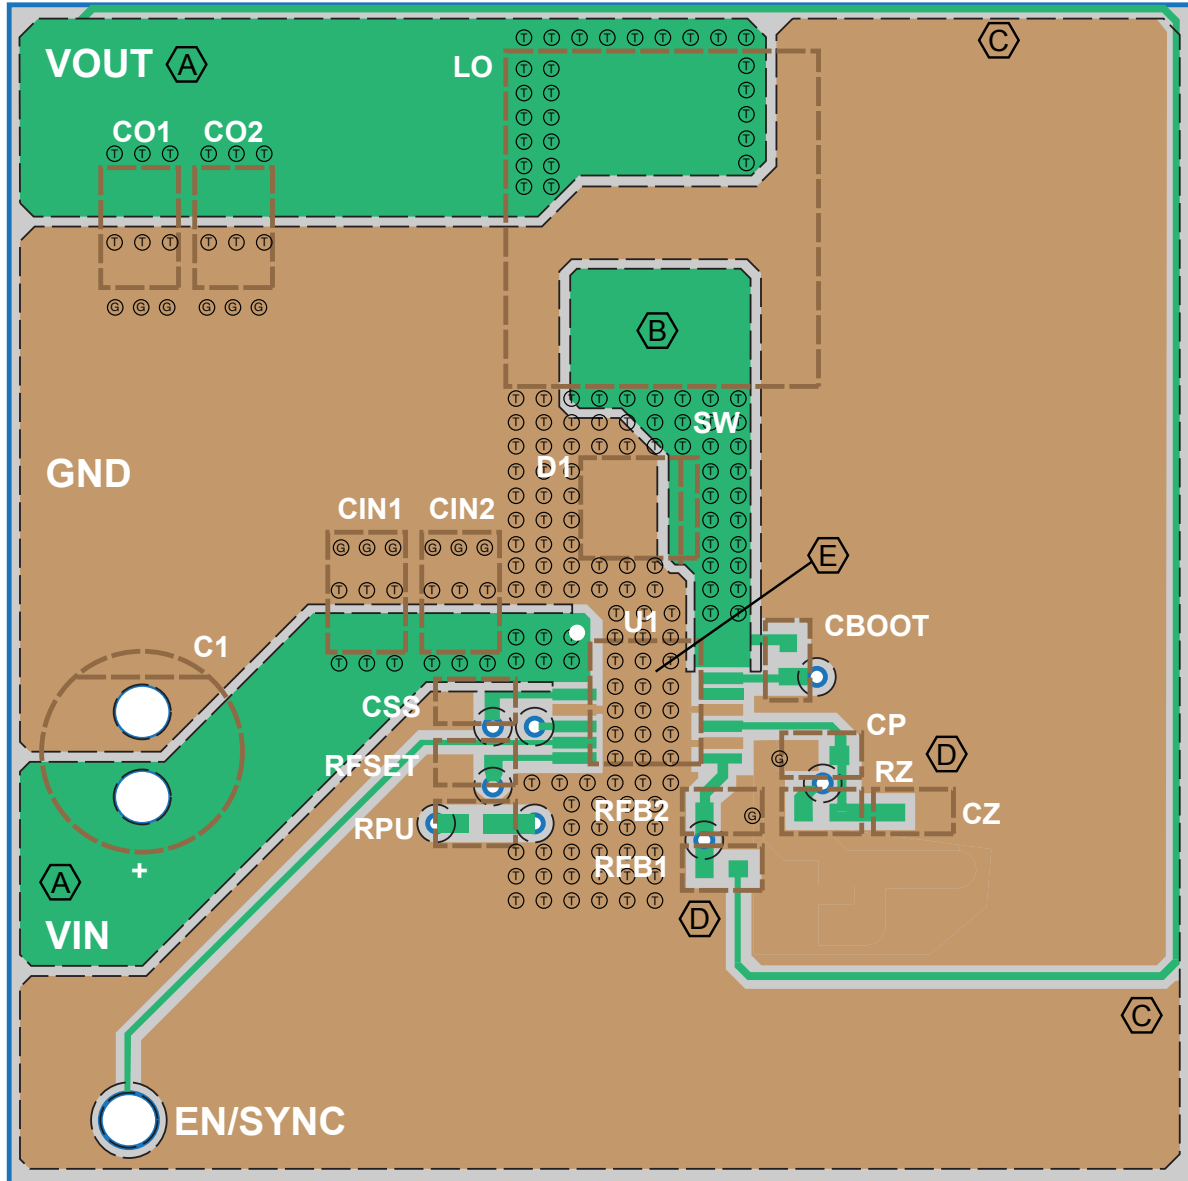 VOUT A
LO
C
CO1 CO2
T T T T T T T T T
T T T
T T T
T T T
T T T
T T T
T T T T T T
T T
T T T T T T
G G G G G G
B
SW
D1
GND
CIN1 CIN2
G G G G G G
T T T T T T
E
U1
CBOOT
C1
T T T T T T
CSS
CP
RFSET
G
RZ
D
RPU
RFB2
G
CZ
RFB1
+
A
D
VIN
C
EN/SYNC